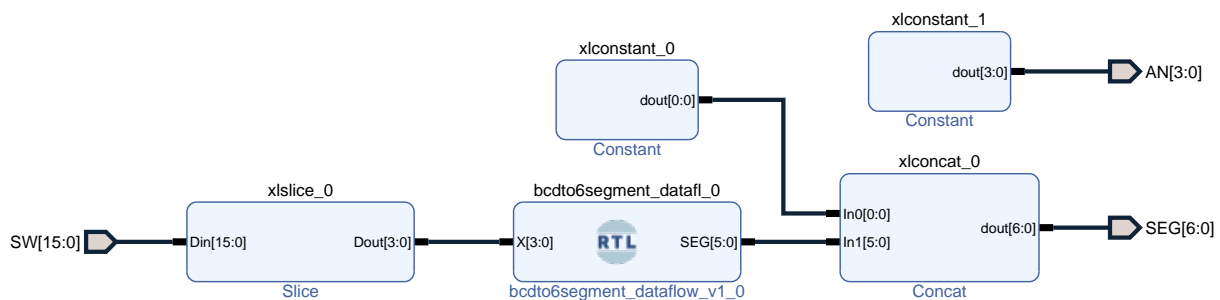 xlconstant_1
dout[3:0]
AN[3:0]
Constant
xlconstant_0
dout[0:0]
Constant
xlslice_0
SW[15:0]
Din[15:0]
Dout[3:0]
Slice
bcdto6segment_datafl_0
X[3:0]
RTL
SEG[5:0]
bcdto6segment_dataflow_v1_0
xlconcat_0
In0[0:0]
In1[5:0]
dout[6:0]
SEG[6:0]
Concat